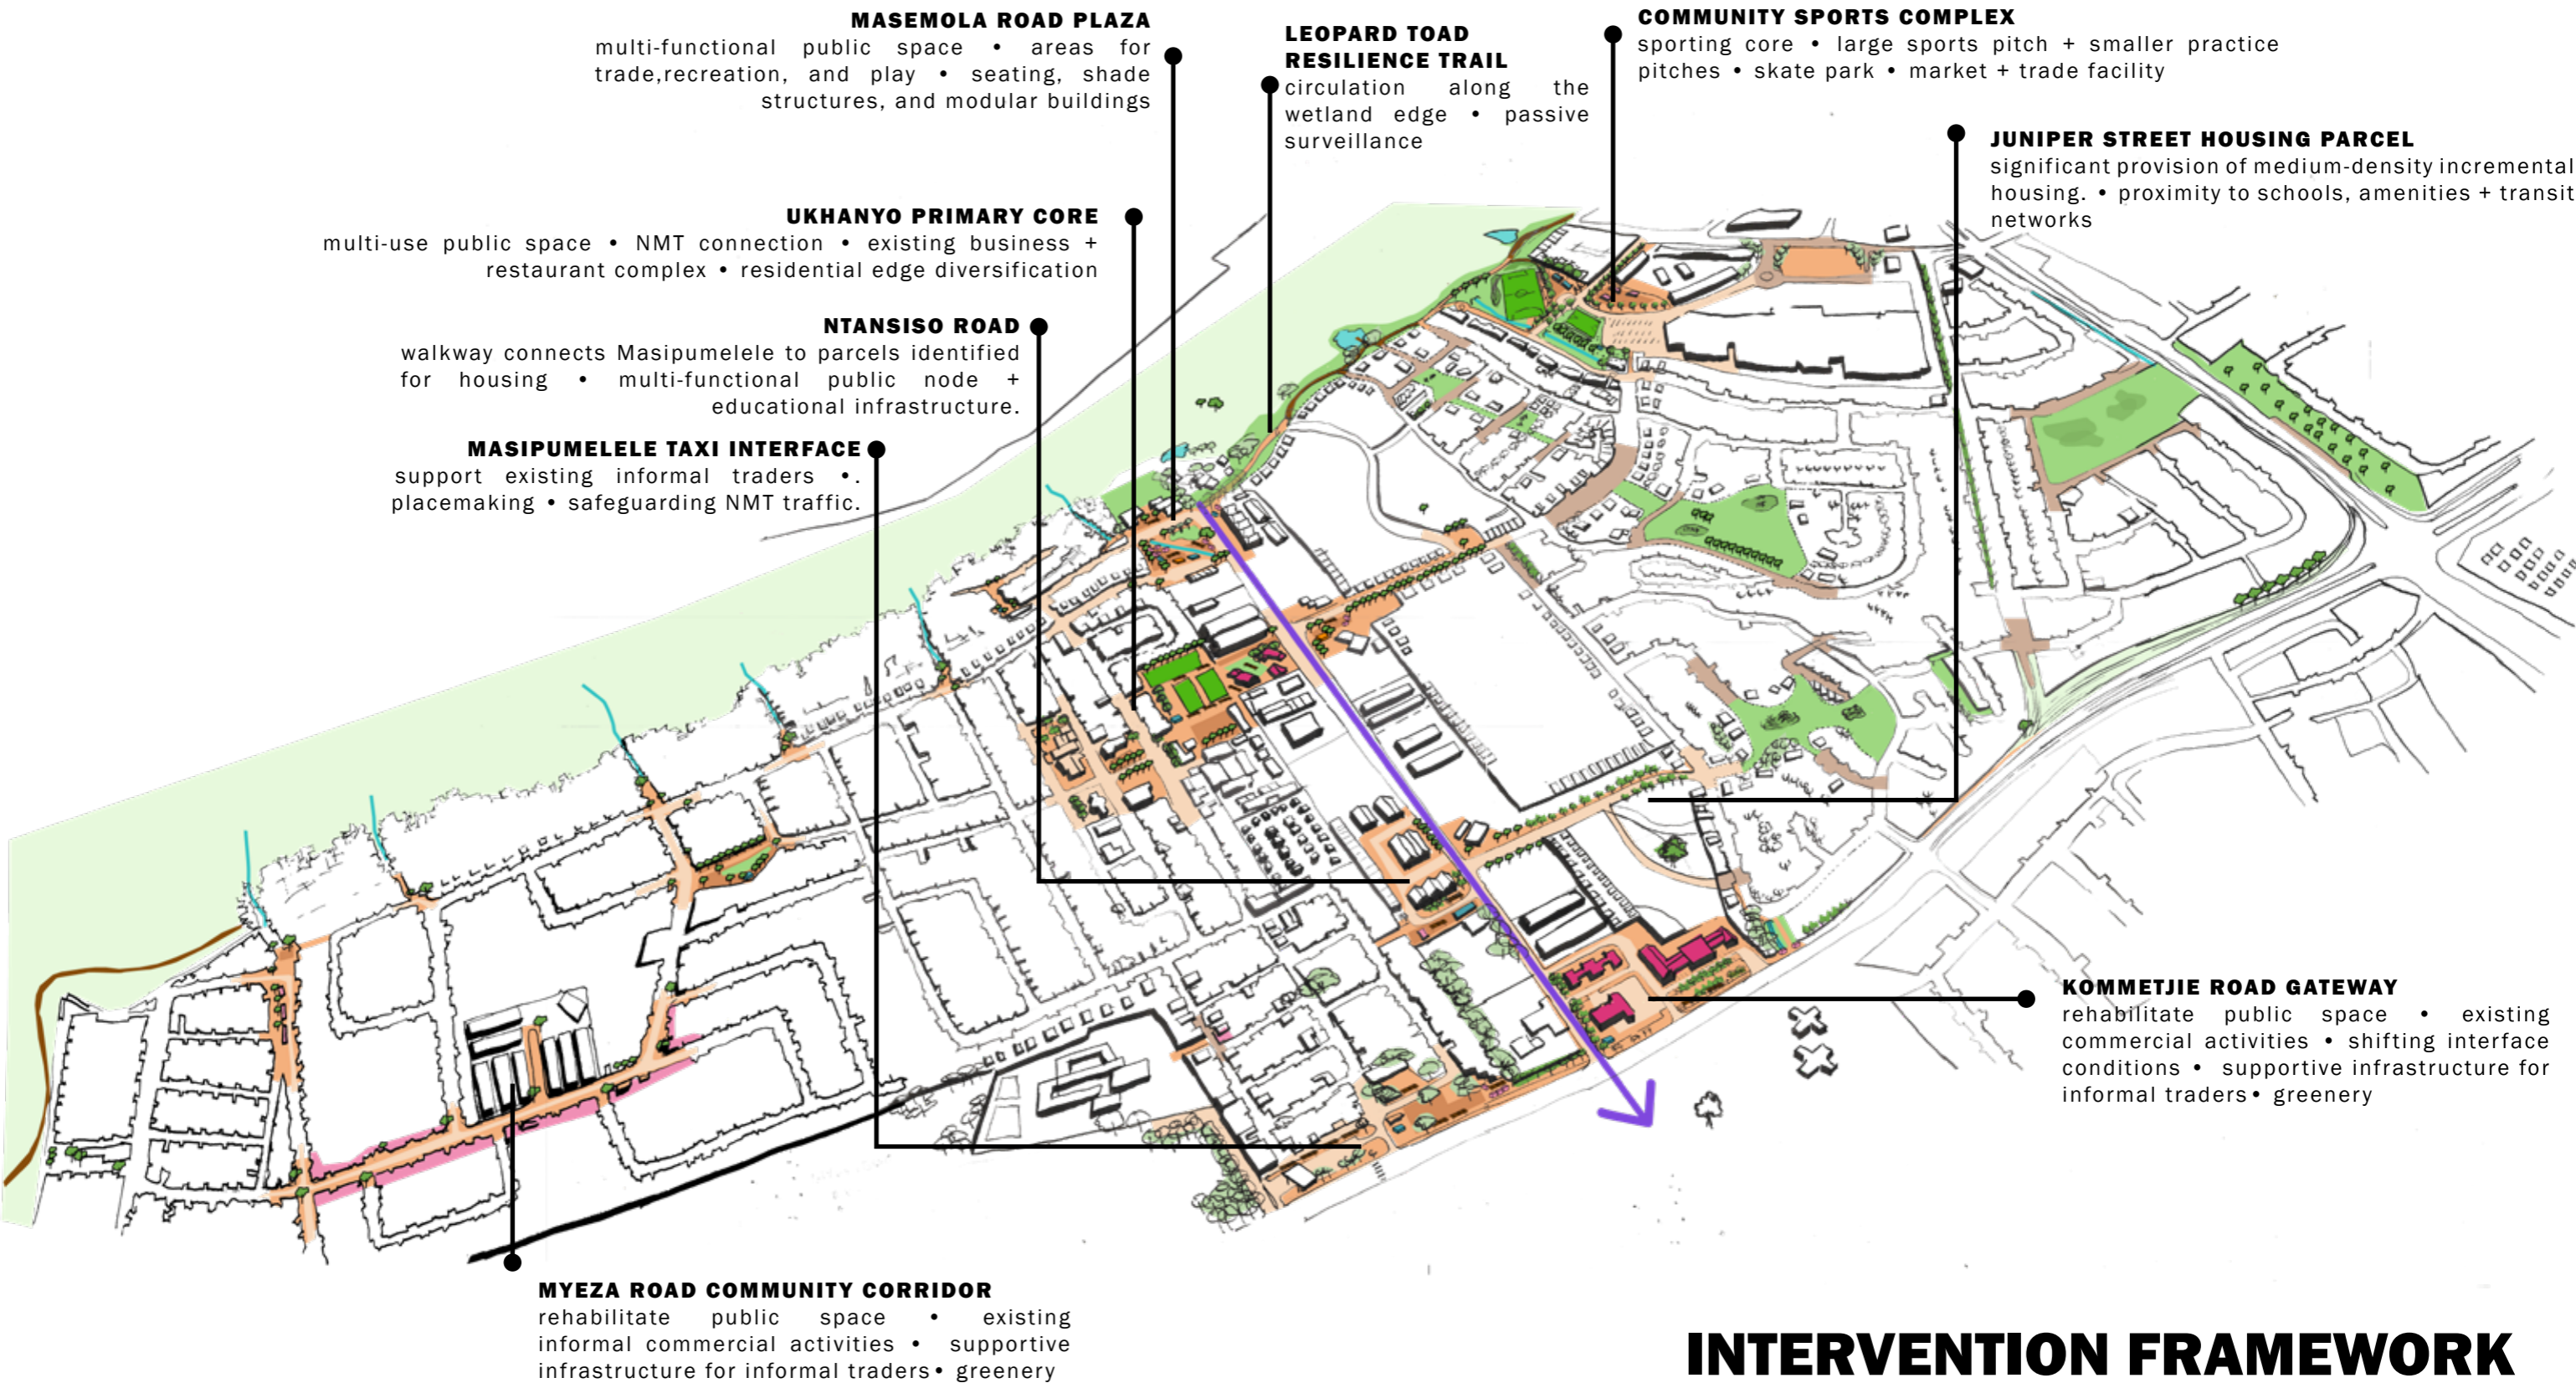 MASEMOLA ROAD PLAZA
multi-functional public space • areas for
trade,recreation, and play • seating, shade
structures, and modular buildings
LEOPARD TOAD
RESILIENCE TRAIL
circulation along the
wetland edge • passive
surveillance
COMMUNITY SPORTS COMPLEX
sporting core • large sports pitch + smaller practice
pitches • skate park • market + trade facility
JUNIPER STREET HOUSING PARCEL
significant provision of medium-density incremental
housing. • proximity to schools, amenities + transit
networks
UKHANYO PRIMARY CORE
multi-use public space • NMT connection • existing business +
restaurant complex • residential edge diversification
NTANSISO ROAD
walkway connects Masipumelele to parcels identified
for housing • multi-functional public node +
educational infrastructure.
MASIPUMELELE TAXI INTERFACE
support existing informal traders •.
placemaking • safeguarding NMT traffic.
KOMMETJIE ROAD GATEWAY
rehabilitate public space • existing
commercial activities • shifting interface
conditions • supportive infrastructure for
informal traders• greenery
MYEZA ROAD COMMUNITY CORRIDOR
rehabilitate public space • existing
informal commercial activities • supportive
infrastructure for informal traders• greenery
INTERVENTION FRAMEWORK